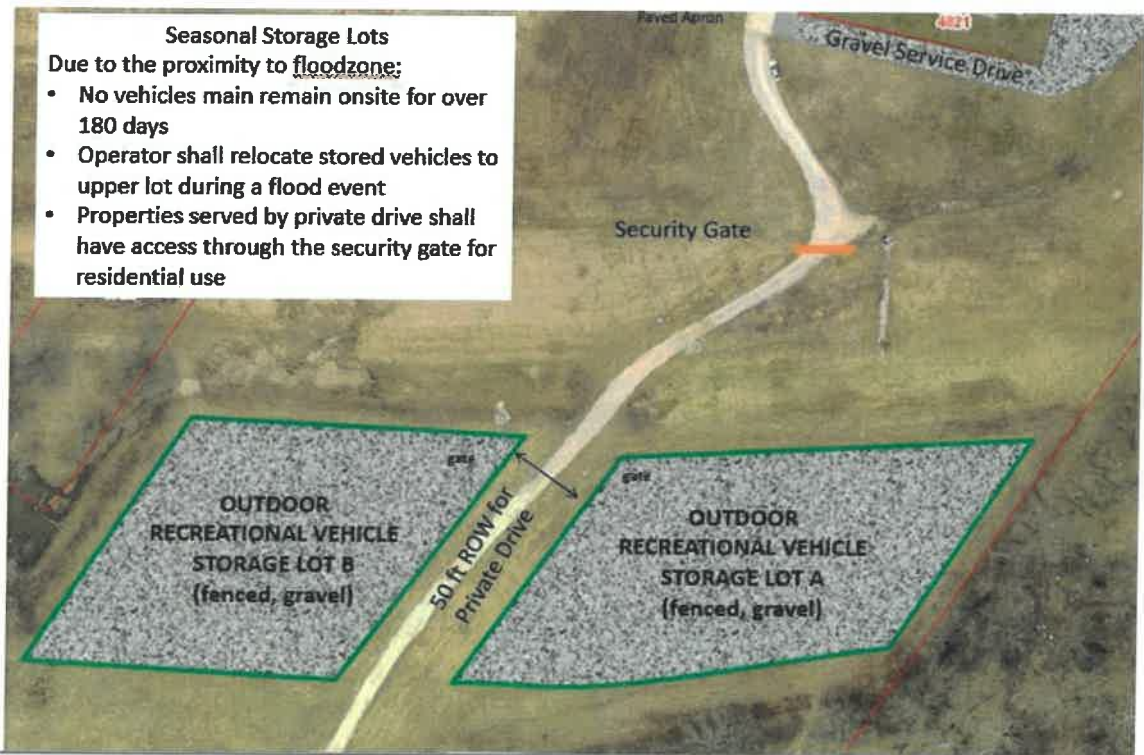 Seasonal Storage Lots
Due to the proximity to floodzone:
• No vehicles main remain onsite for over
180 days
• Operator shall relocate stored vehicles to
upper lot during a flood event
• Properties served by private drive shall
have access through the security gate for
residential use
Paved Apron
4821
Gravel Service Drive
Security Gate
gate
gate
OUTDOOR
RECREATIONAL VEHICLE
STORAGE LOT B
(fenced, gravel)
50 ft ROW for
Private Drive
OUTDOOR
RECREATIONAL VEHICLE
STORAGE LOT A
(fenced, gravel)